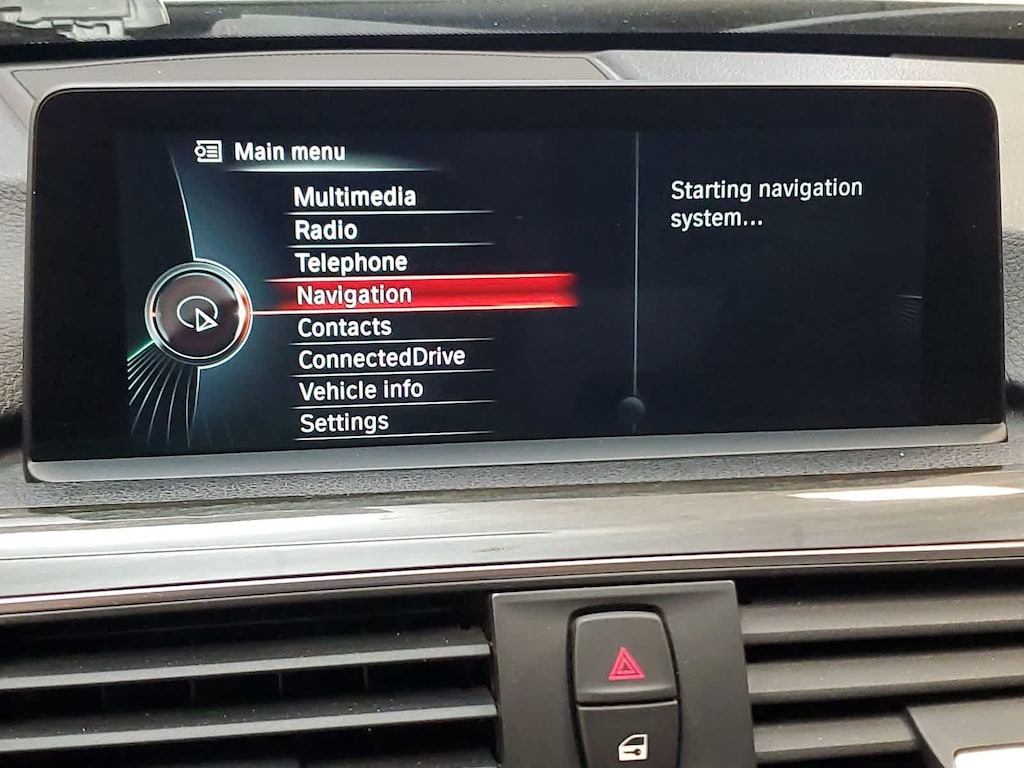 Main menu
Multimedia
Radio
Telephone
Navigation
Contacts
ConnectedDrive
Vehicle info
Settings
Starting navigation
system...